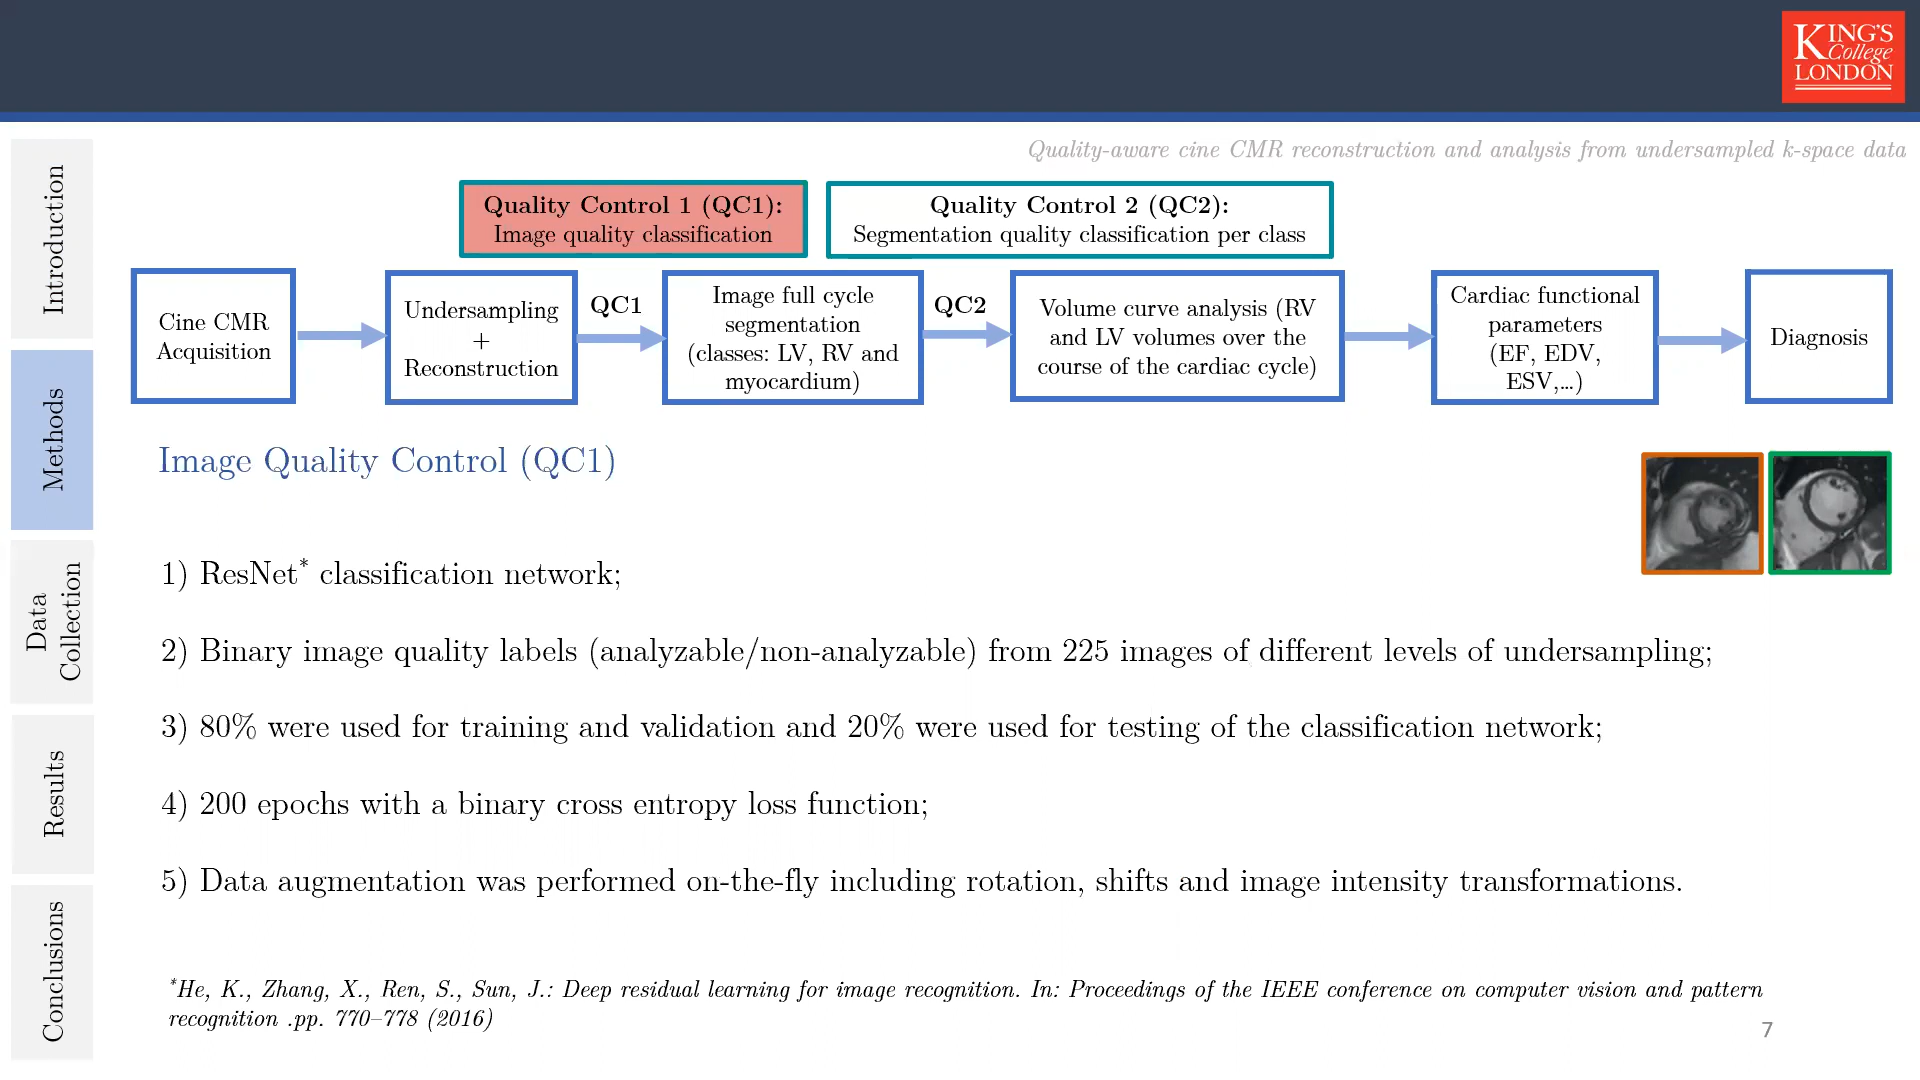 KING'S
College
LONDON
Quality-aware cine CMR reconstruction and analysis from undersampled k-space data
Introduction
Methods
Data
Collection
Results
Conclusions
Quality Control 1 (QC1):
Image quality classification
Quality Control 2 (QC2):
Segmentation quality classification per class
Cine CMR
Acquisition
Undersampling
+
Reconstruction
QC1
Image full cycle
segmentation
(classes: LV, RV and
myocardium)
QC2
Volume curve analysis (RV
and LV volumes over the
course of the cardiac cycle)
Cardiac functional
parameters
(EF, EDV,
ESV,...)
Diagnosis
Image Quality Control (QC1)
1) ResNet* classification network;
2) Binary image quality labels (analyzable/non-analyzable) from 225 images of different levels of undersampling;
3) 80% were used for training and validation and 20% were used for testing of the classification network;
4) 200 epochs with a binary cross entropy loss function;
5) Data augmentation was performed on-the-fly including rotation, shifts and image intensity transformations.
*He, K., Zhang, X., Ren, S., Sun, J.: Deep residual learning for image recognition. In: Proceedings of the IEEE conference on computer vision and pattern
recognition .pp. 770–778 (2016)
7